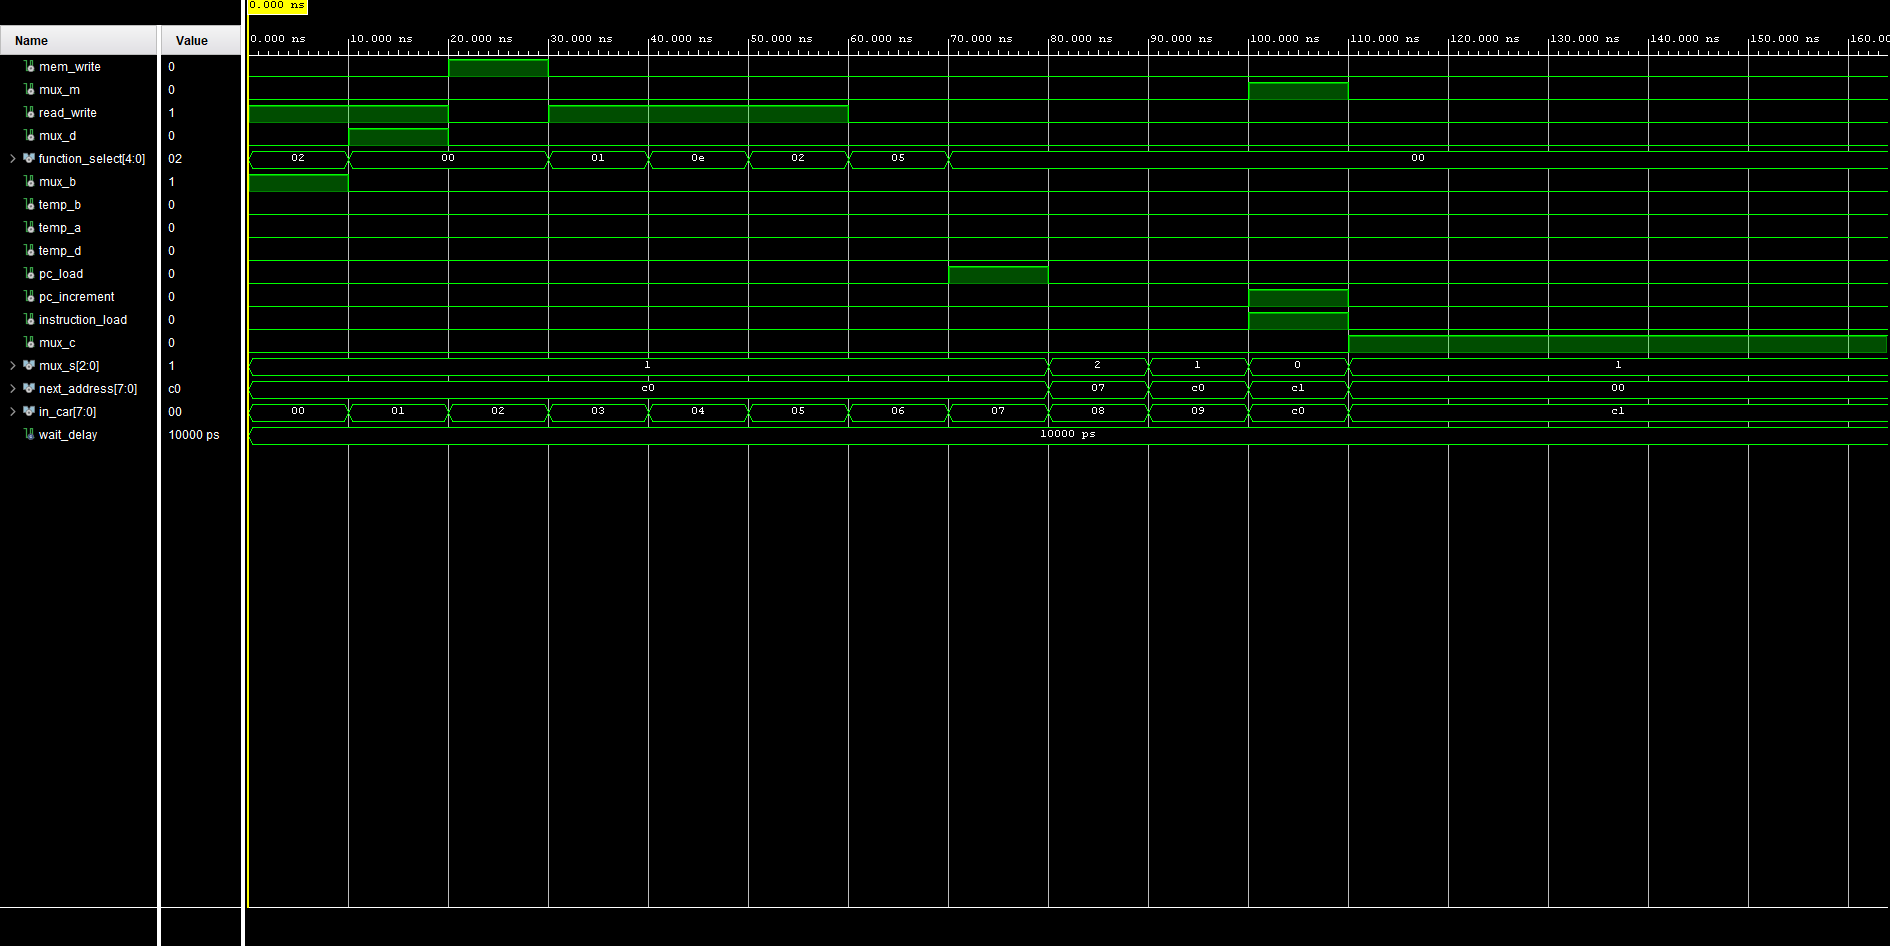 0.000 ns
Name Value 0.000 ns 10.000 ns 20.000 ns 30.000 ns 40.000 ns 50.000 ns 60.000 ns 70.000 ns 80.000 ns 90.000 ns 100.000 ns 110.000 ns 120.000 ns 130.000 ns 140.000 ns 150.000 ns 160.00
mem_write 0
mux_m 0
read_write 1
mux_d 0
function_select[4:0] 02 02 00 01 0e 02 05 00
mux_b 1
temp_b 0
temp_a 0
temp_d 0
pc_load 0
pc_increment 0
instruction_load 0
mux_c 0
mux_s[2:0] 1 1 2 1 0 1
next_address[7:0] c0 c0 07 c0 c1 00
in_car[7:0] 00 00 01 02 03 04 05 06 07 08 09 c0 c1
wait_delay 10000 ps 10000 ps